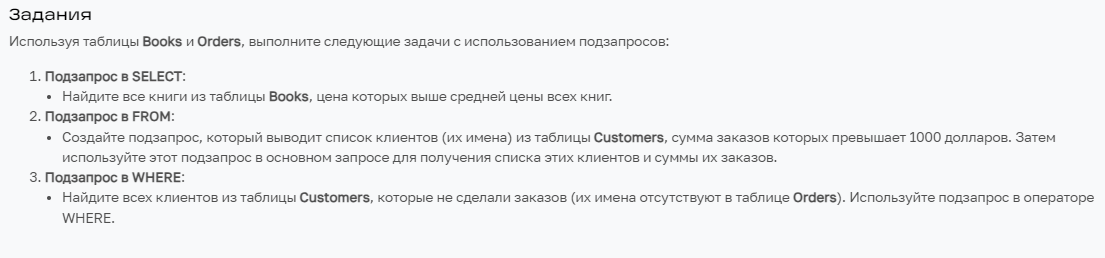 Задания
Используя таблицы Books и Orders, выполните следующие задачи с использованием подзапросов:
1. Подзапрос в SELECT:
• Найдите все книги из таблицы Books, цена которых выше средней цены всех книг.
2. Подзапрос в FROM:
• Создайте подзапрос, который выводит список клиентов (их имена) из таблицы Customers, сумма заказов которых превышает 1000 долларов. Затем
используйте этот подзапрос в основном запросе для получения списка этих клиентов и суммы их заказов.
3. Подзапрос в WHERE:
• Найдите всех клиентов из таблицы Customers, которые не сделали заказов (их имена отсутствуют в таблице Orders). Используйте подзапрос в операторе
WHERE.